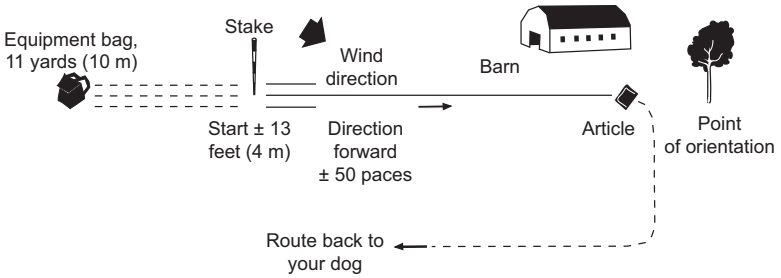 Stake
Equipment bag,
11 yards (10 m)
Wind
direction
Barn
Start ± 13
feet (4 m)
Direction
forward
± 50 paces
Article
Point
of orientation
Route back to
your dog